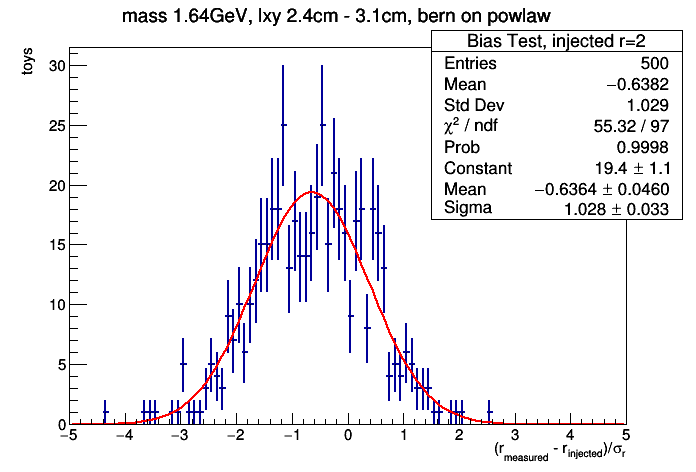 mass 1.64GeV, lxy 2.4cm - 3.1cm, bern on powlaw
Bias Test, injected r=2
Entries 500
Mean −0.6382
Std Dev 1.029
χ² / ndf 55.32 / 97
Prob 0.9998
Constant 19.4 ± 1.1
Mean −0.6364 ± 0.0460
Sigma 1.028 ± 0.033
toys
30
25
20
15
10
5
0
−5 −4 −3 −2 −1 0 1 2 3 4 5
(r_measured - r_injected)/σ_r